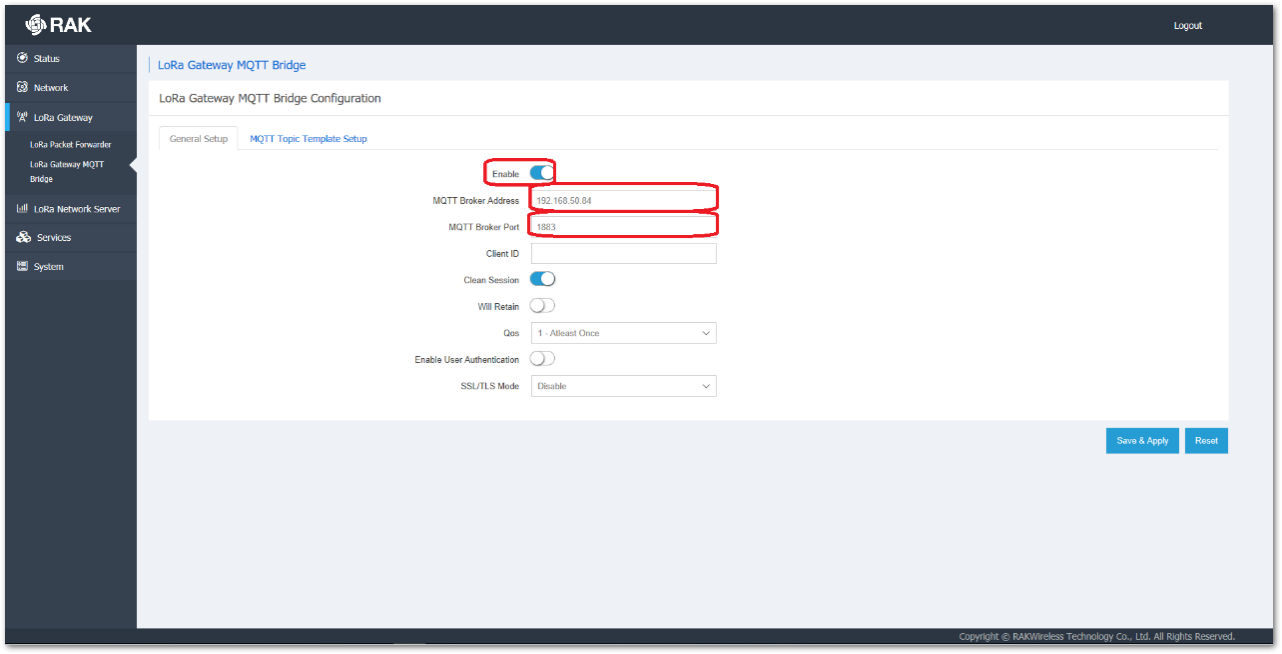 RAK
Logout
Status
Network
LoRa Gateway
LoRa Packet Forwarder
LoRa Gateway MQTT
Bridge
LoRa Network Server
Services
System
LoRa Gateway MQTT Bridge
LoRa Gateway MQTT Bridge Configuration
General Setup MQTT Topic Template Setup
Enable
MQTT Broker Address 192.168.50.84
MQTT Broker Port 1883
Client ID
Clean Session
Will Retain
Qos 1 - Atleast Once
Enable User Authentication
SSL/TLS Mode Disable
Save & Apply Reset
Copyright © RAKWireless Technology Co., Ltd. All Rights Reserved.